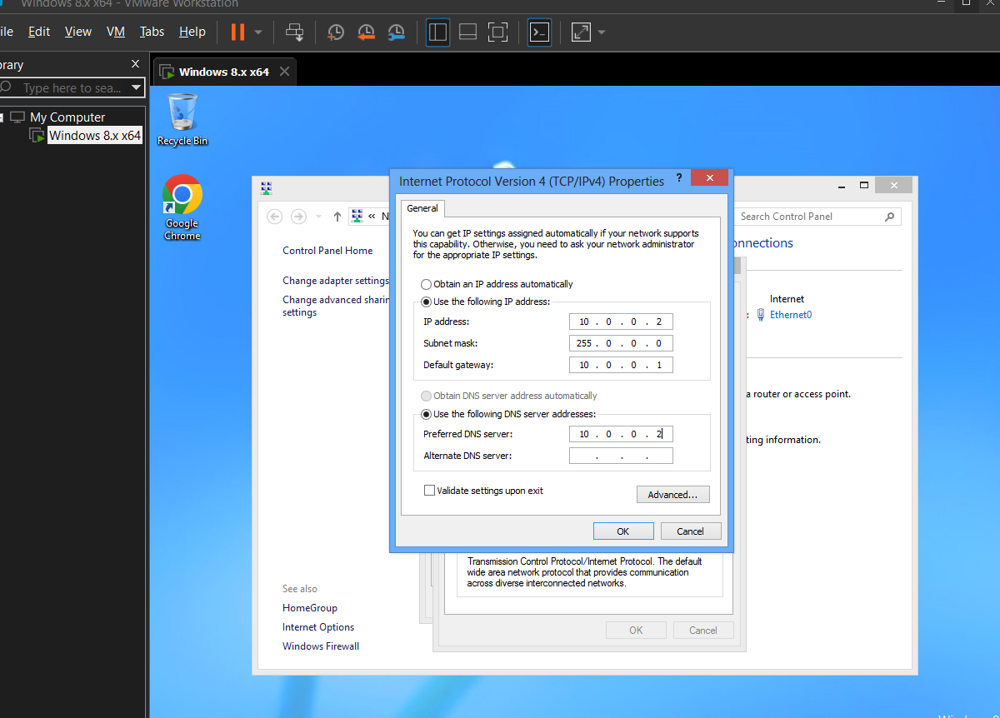 Windows 8.x x64 - VMware Workstation
ile Edit View VM Tabs Help
brary
Type here to sea...
My Computer
Windows 8.x x64
Windows 8.x x64
Recycle Bin
Google
Chrome
« N
Search Control Panel
Control Panel Home
Change adapter settings
Change advanced sharin
settings
See also
HomeGroup
Internet Options
Windows Firewall
onnections
Internet
: Ethernet0
a router or access point.
ting information.
Internet Protocol Version 4 (TCP/IPv4) Properties ?
General
You can get IP settings assigned automatically if your network supports
this capability. Otherwise, you need to ask your network administrator
for the appropriate IP settings.
Obtain an IP address automatically
Use the following IP address:
IP address: 10 . 0 . 0 . 2
Subnet mask: 255 . 0 . 0 . 0
Default gateway: 10 . 0 . 0 . 1
Obtain DNS server address automatically
Use the following DNS server addresses:
Preferred DNS server: 10 . 0 . 0 . 2
Alternate DNS server: . . .
Validate settings upon exit
Advanced...
OK Cancel
Transmission Control Protocol/Internet Protocol. The default
wide area network protocol that provides communication
across diverse interconnected networks.
OK Cancel